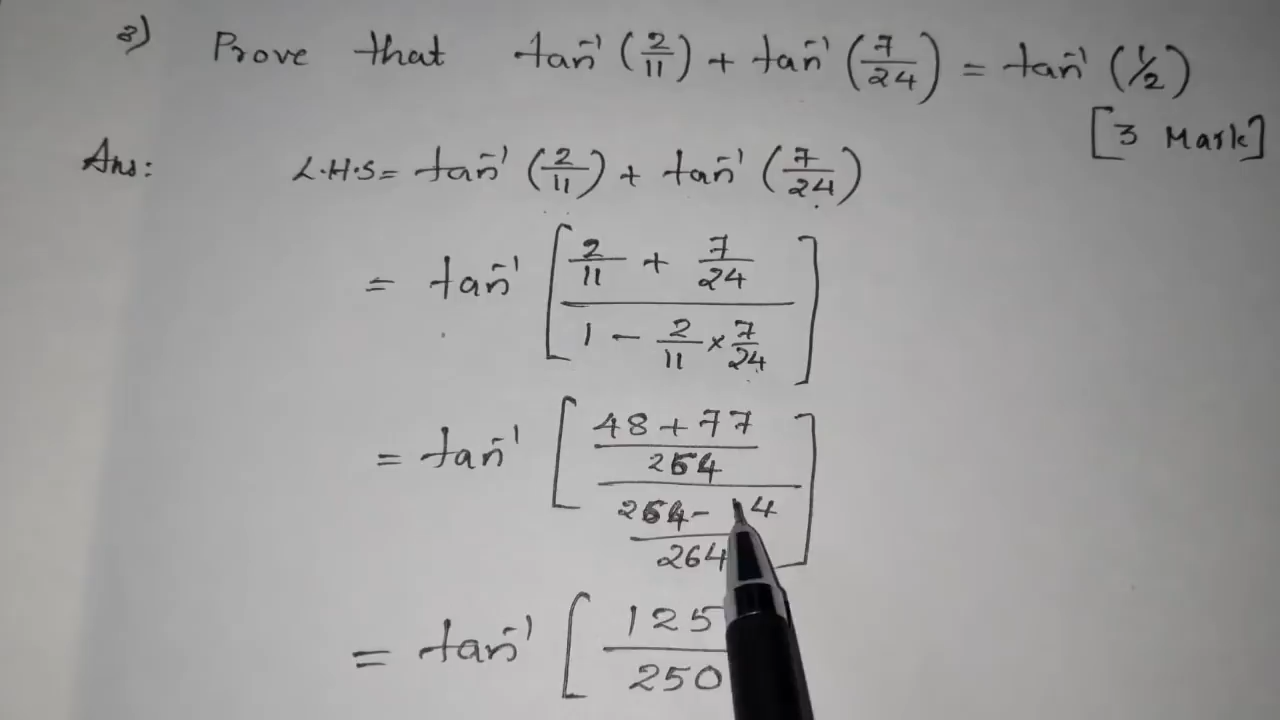 3) Prove that tan⁻¹ (2/11) + tan⁻¹ (7/24) = tan⁻¹ (1/2)
[3 Mark]
Ans: L.H.S = tan⁻¹ (2/11) + tan⁻¹ (7/24)
= tan⁻¹ [ (2/11 + 7/24) / (1 - 2/11 × 7/24) ]
= tan⁻¹ [ ((48 + 77)/264) / ((264 - 14)/264) ]
= tan⁻¹ [ 125/250